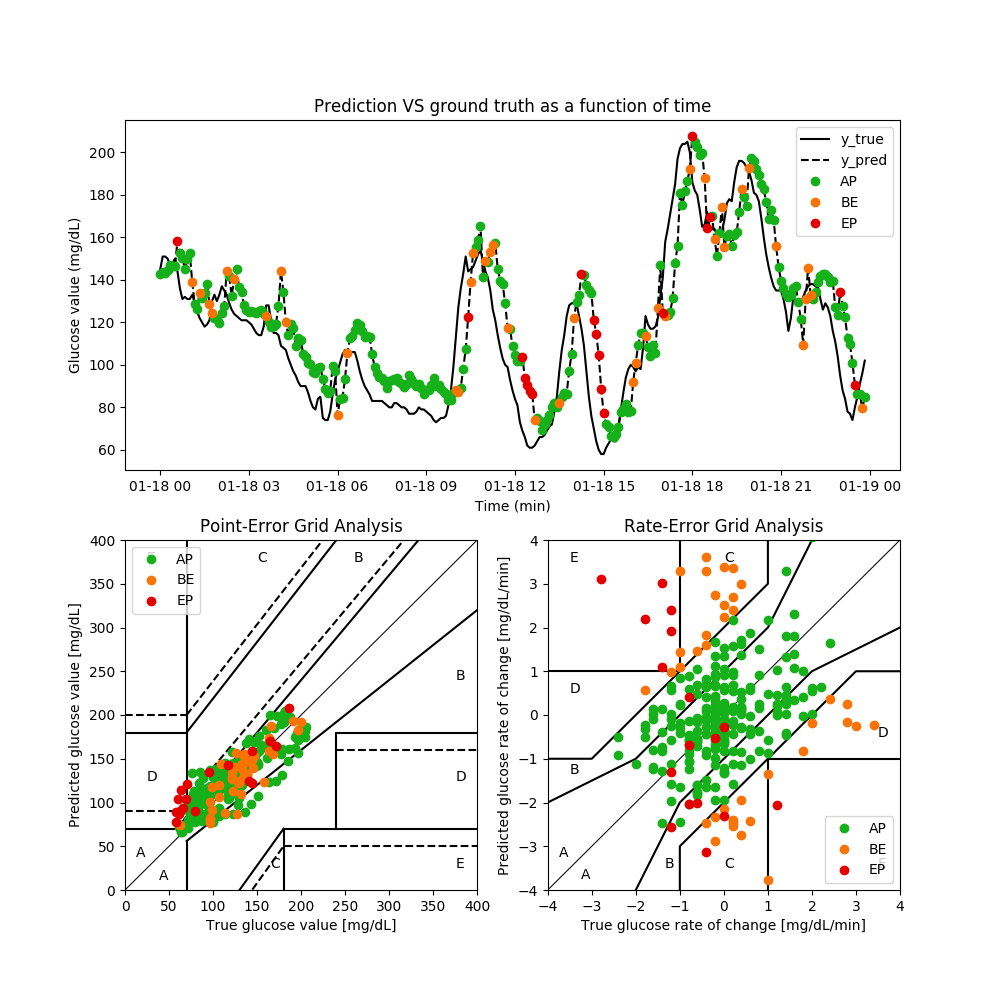 Prediction VS ground truth as a function of time
Glucose value (mg/dL)
200
180
160
140
120
100
80
60
y_true
y_pred
AP
BE
EP
01-18 00 01-18 03 01-18 06 01-18 09 01-18 12 01-18 15 01-18 18 01-18 21 01-19 00
Time (min)
Point-Error Grid Analysis
Predicted glucose value [mg/dL]
400
350
300
250
200
150
100
50
0
AP
BE
EP
E C B
B
D D
A A C E
0 50 100 150 200 250 300 350 400
True glucose value [mg/dL]
Rate-Error Grid Analysis
Predicted glucose rate of change [mg/dL/min]
4
3
2
1
0
−1
−2
−3
−4
E C
D
D
B
A A B C E
AP
BE
EP
−4 −3 −2 −1 0 1 2 3 4
True glucose rate of change [mg/dL/min]